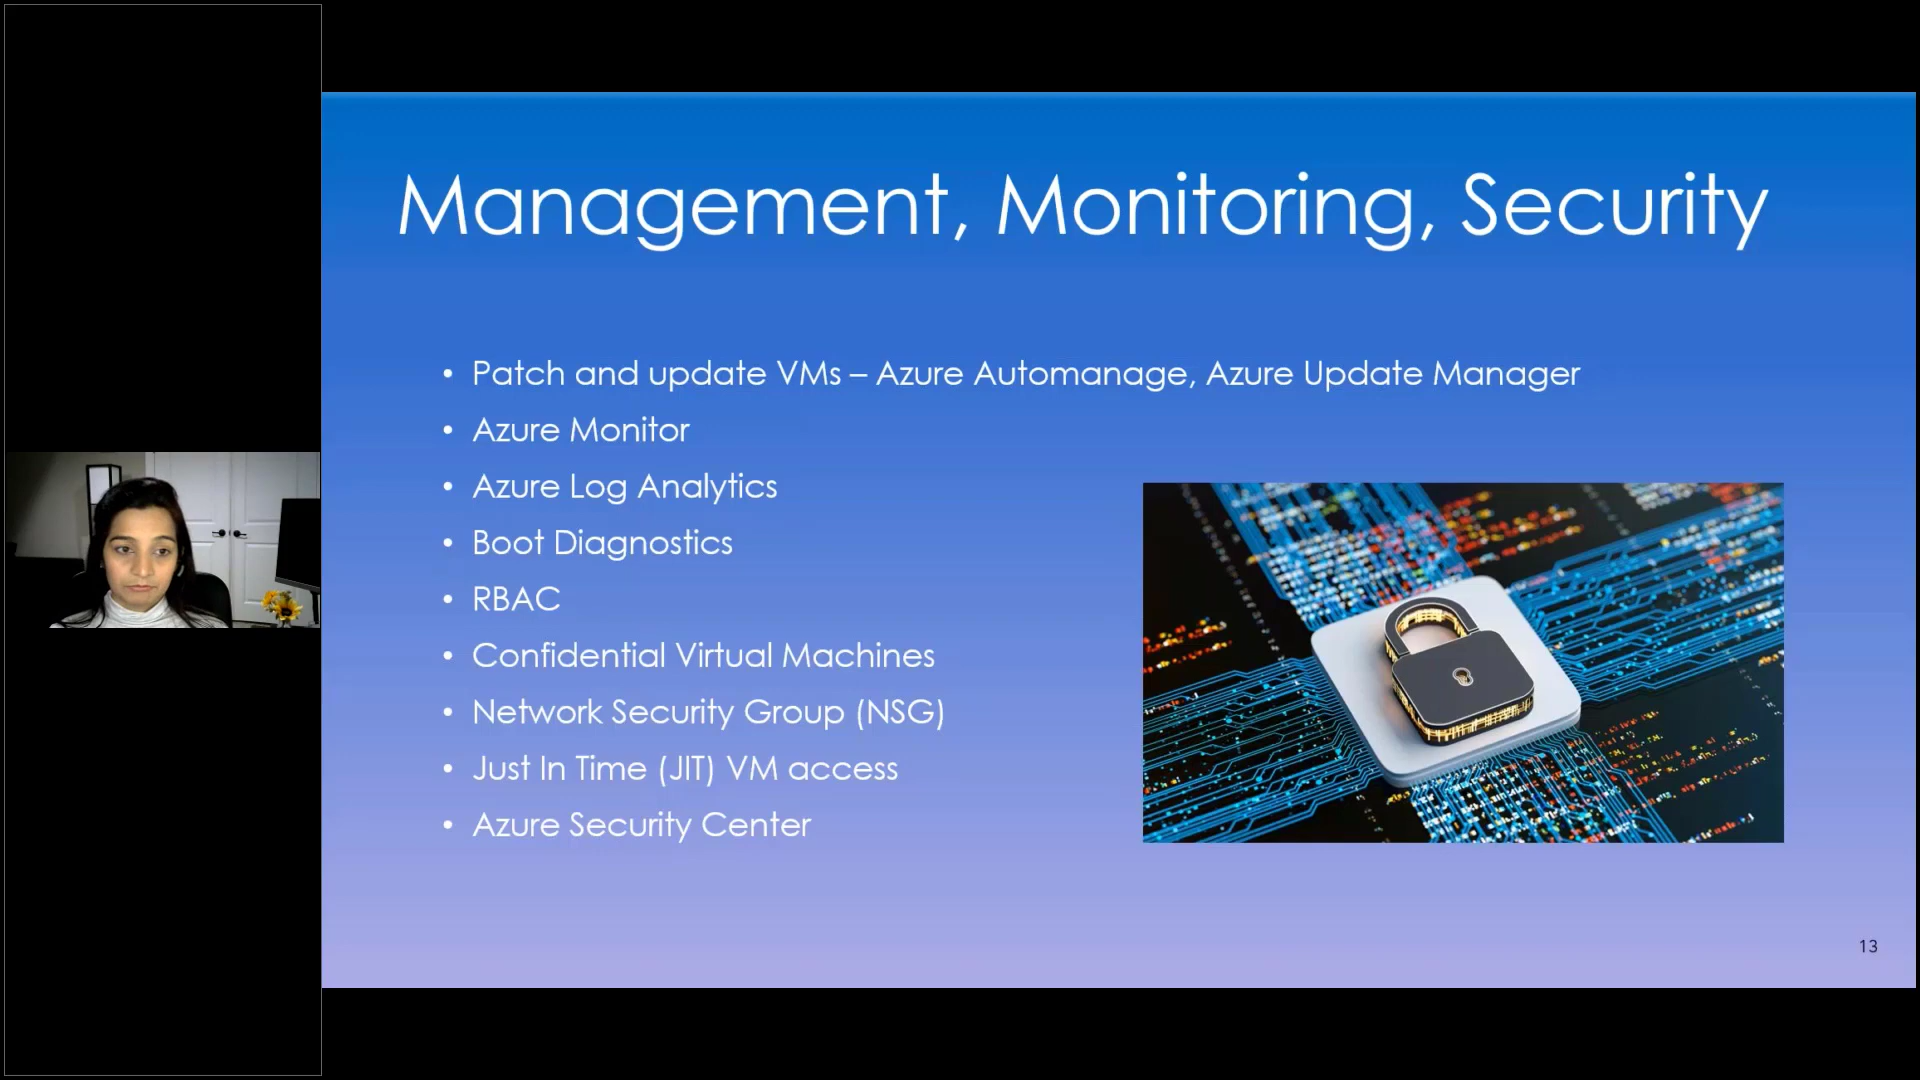 Management, Monitoring, Security
• Patch and update VMs – Azure Automanage, Azure Update Manager
• Azure Monitor
• Azure Log Analytics
• Boot Diagnostics
• RBAC
• Confidential Virtual Machines
• Network Security Group (NSG)
• Just In Time (JIT) VM access
• Azure Security Center
13